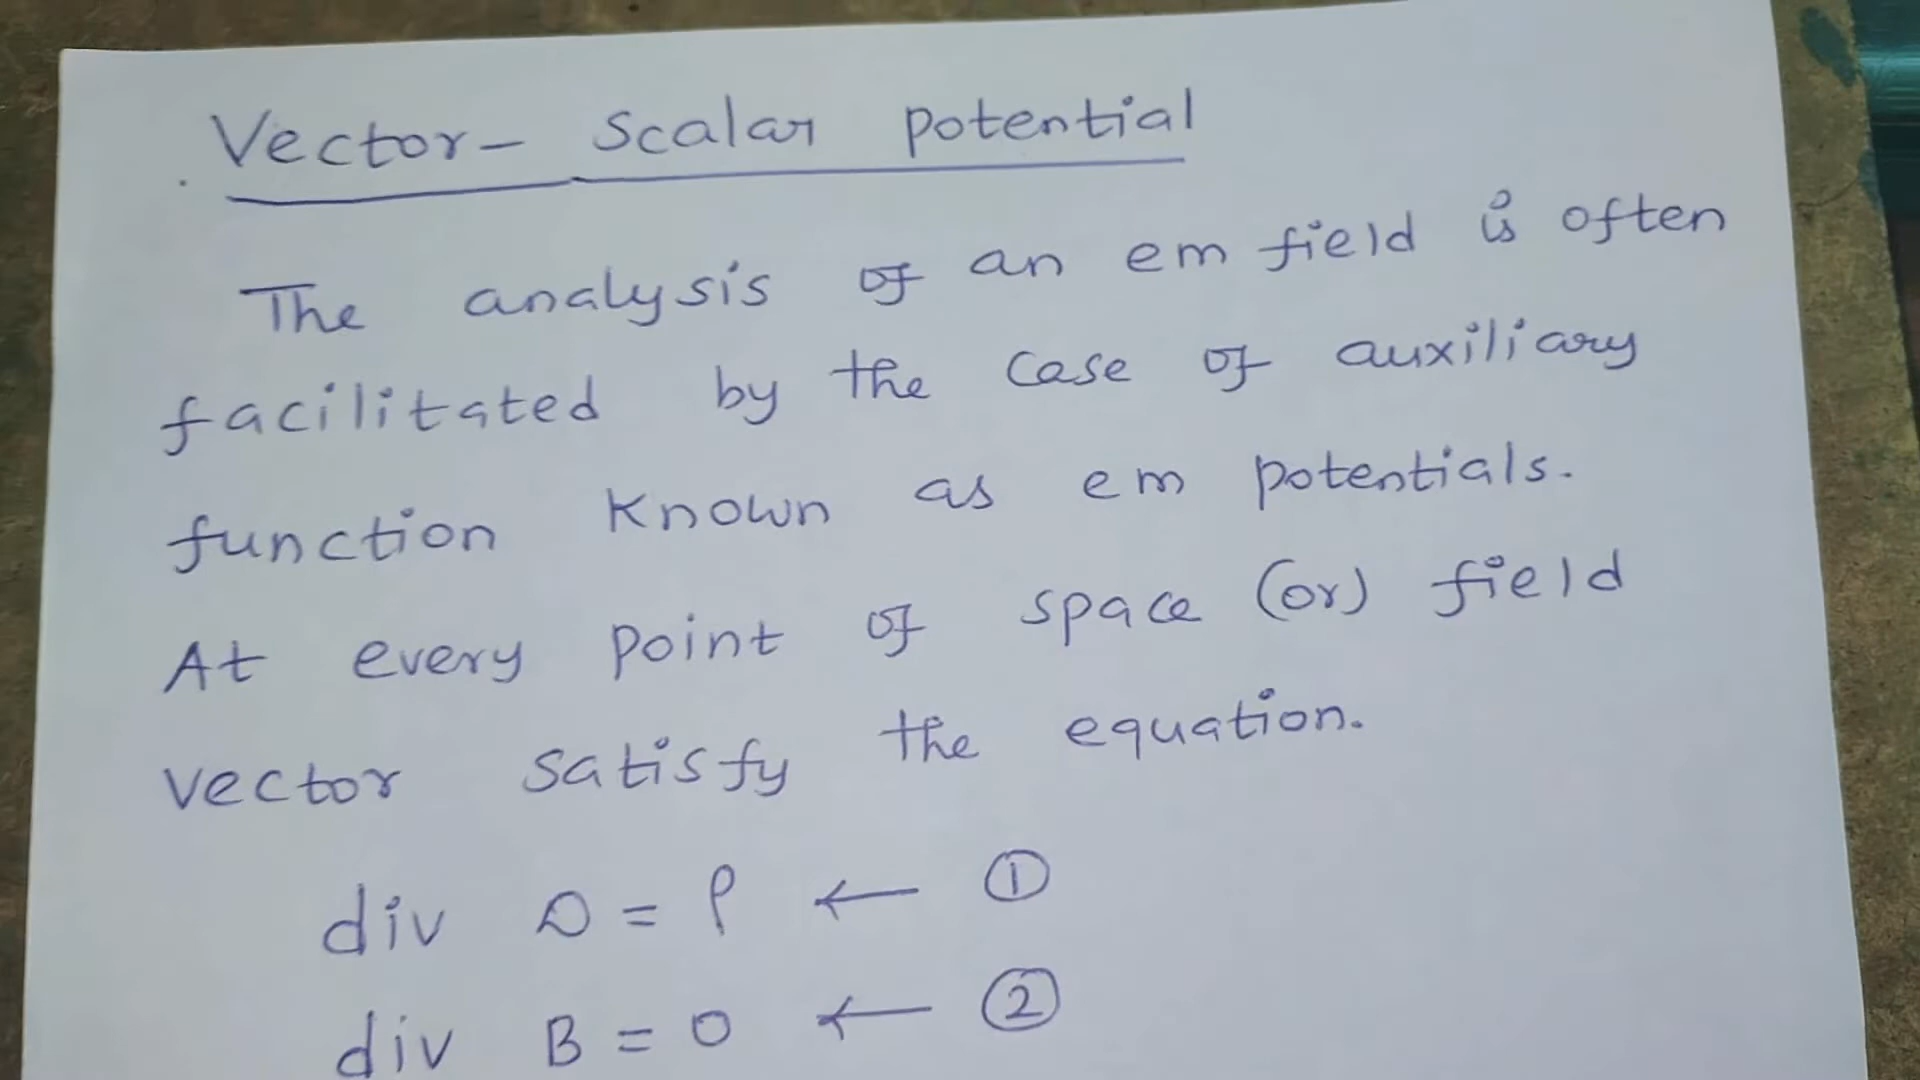 Vector- scalar potential
The analysis of an em field is often
facilitated by the case of auxiliary
function known as em potentials.
At every point of space (or) field
vector satisfy the equation.
div D = ρ ← ①
div B = 0 ← ②